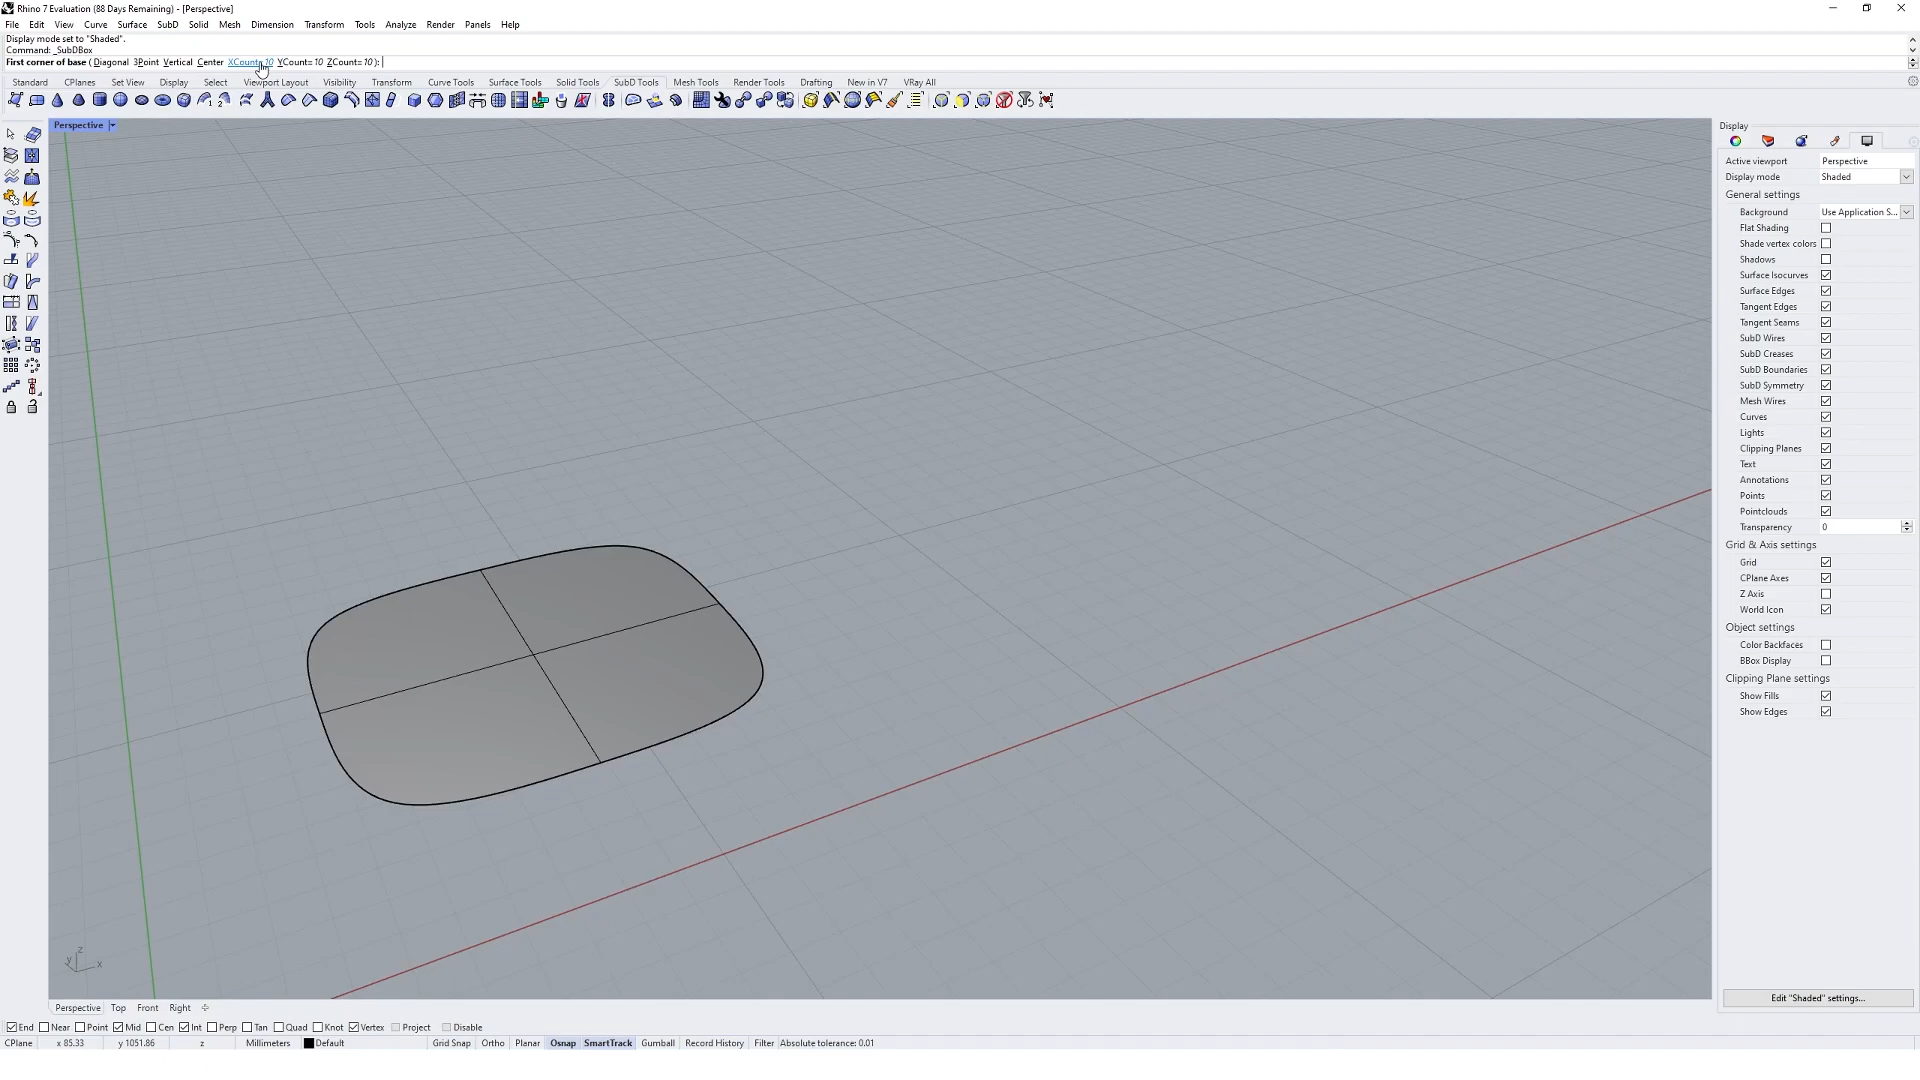 Rhino 7 Evaluation (88 Days Remaining) - [Perspective]
File Edit View Curve Surface SubD Solid Mesh Dimension Transform Tools Analyze Render Panels Help
Display mode set to "Shaded".
Command: _SubDBox
First corner of base ( Diagonal 3Point Vertical Center XCount=10 YCount=10 ZCount=10 ):
Standard CPlanes Set View Display Select Viewport Layout Visibility Transform Curve Tools Surface Tools Solid Tools SubD Tools Mesh Tools Render Tools Drafting New in V7 VRay All
Perspective
Display
Active viewport Perspective
Display mode Shaded
General settings
Background Use Application S...
Flat Shading
Shade vertex colors
Shadows
Surface Isocurves
Surface Edges
Tangent Edges
Tangent Seams
SubD Wires
SubD Creases
SubD Boundaries
SubD Symmetry
Mesh Wires
Curves
Lights
Clipping Planes
Text
Annotations
Points
Pointclouds
Transparency 0
Grid & Axis settings
Grid
CPlane Axes
Z Axis
World Icon
Object settings
Color Backfaces
BBox Display
Clipping Plane settings
Show Fills
Show Edges
z
y x
Edit "Shaded" settings...
Perspective Top Front Right
End Near Point Mid Cen Int Perp Tan Quad Knot Vertex Project Disable
CPlane x 85.33 y 1051.86 z Millimeters Default Grid Snap Ortho Planar Osnap SmartTrack Gumball Record History Filter Absolute tolerance: 0.01